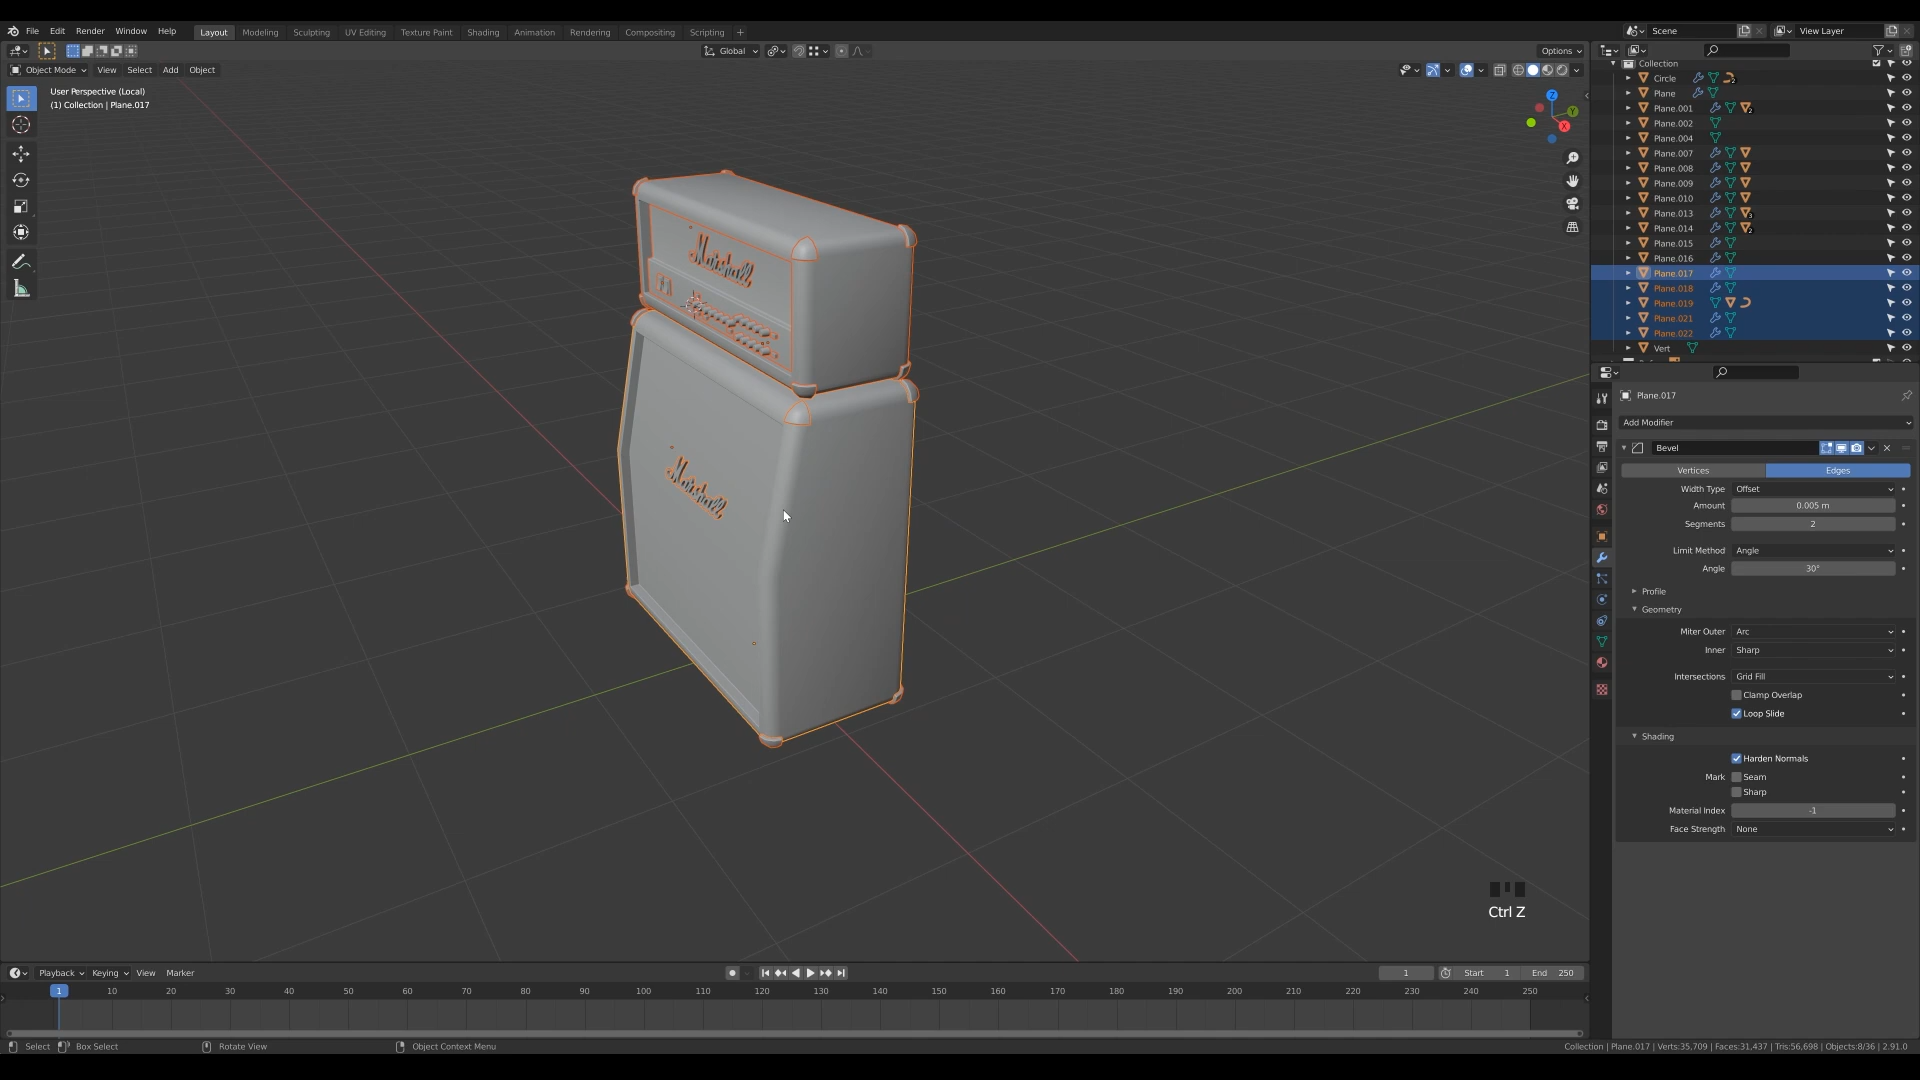 File Edit Render Window Help Layout Modeling Sculpting UV Editing Texture Paint Shading Animation Rendering Compositing Scripting + Scene View Layer
Global Options
Object Mode View Select Add Object
User Perspective (Local)
(1) Collection | Plane.017
Z
Y
X
Marshall
Marshall
Ctrl Z
Collection
Circle 2
Plane
Plane.001 2
Plane.002
Plane.004
Plane.007
Plane.008
Plane.009
Plane.010
Plane.013 3
Plane.014 2
Plane.015
Plane.016
Plane.017
Plane.018
Plane.019
Plane.021
Plane.022
Vert
Plane.017
Add Modifier
Bevel
Vertices Edges
Width Type Offset
Amount 0.005 m
Segments 2
Limit Method Angle
Angle 30°
Profile
Geometry
Miter Outer Arc
Inner Sharp
Intersections Grid Fill
Clamp Overlap
Loop Slide
Shading
Harden Normals
Mark Seam
Sharp
Material Index -1
Face Strength None
Playback Keying View Marker 1 Start 1 End 250
1 10 20 30 40 50 60 70 80 90 100 110 120 130 140 150 160 170 180 190 200 210 220 230 240 250
Select Box Select Rotate View Object Context Menu Collection | Plane.017 | Verts:35,709 | Faces:31,437 | Tris:56,698 | Objects:8/36 | 2.91.0